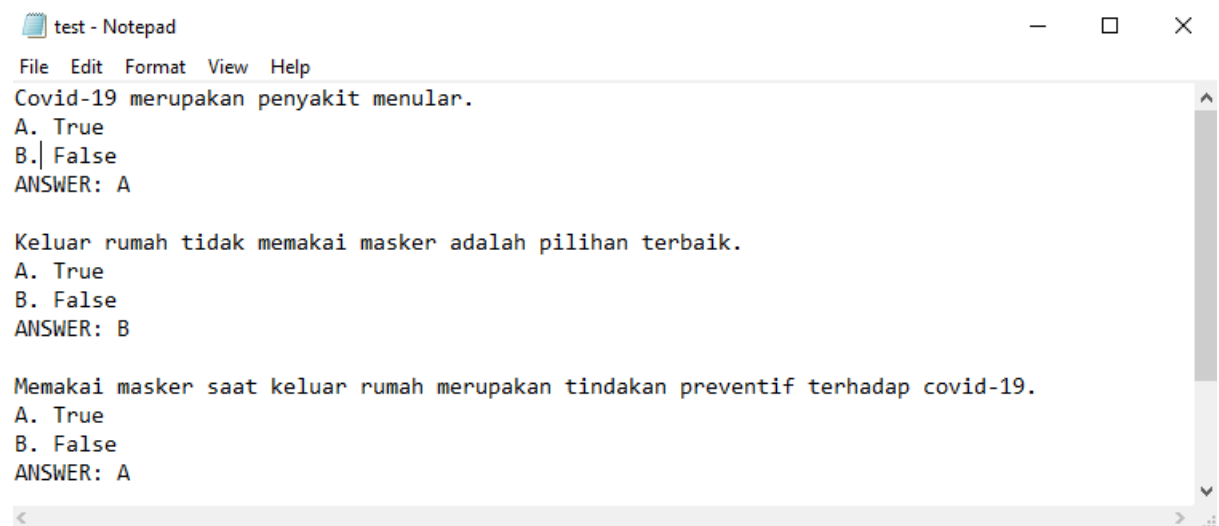 test - Notepad
File Edit Format View Help
Covid-19 merupakan penyakit menular.
A. True
B. False
ANSWER: A

Keluar rumah tidak memakai masker adalah pilihan terbaik.
A. True
B. False
ANSWER: B

Memakai masker saat keluar rumah merupakan tindakan preventif terhadap covid-19.
A. True
B. False
ANSWER: A